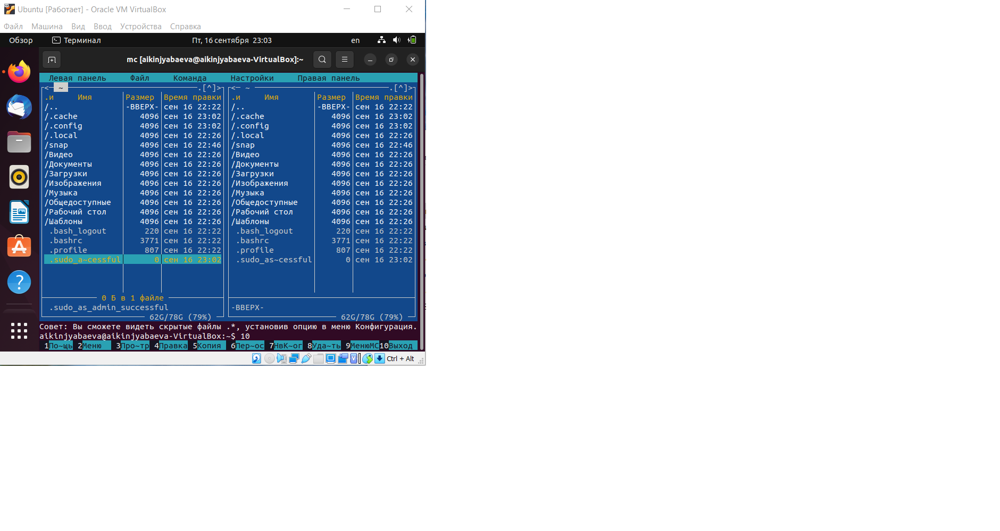 Ubuntu [Работает] - Oracle VM VirtualBox
Файл Машина Вид Ввод Устройства Справка
Обзор Терминал Пт, 16 сентября 23:03 en
mc [aikinjyabaeva@aikinjyabaeva-VirtualBox]:~
Левая панель Файл Команда Настройки Правая панель
<─ ~ .[^]> <─ ~ .[^]>
.и Имя Размер Время правки .и Имя Размер Время правки
/.. -ВВЕРХ- сен 16 22:22 /.. -ВВЕРХ- сен 16 22:22
/.cache 4096 сен 16 23:02 /.cache 4096 сен 16 23:02
/.config 4096 сен 16 23:02 /.config 4096 сен 16 23:02
/.local 4096 сен 16 22:26 /.local 4096 сен 16 22:26
/snap 4096 сен 16 22:46 /snap 4096 сен 16 22:46
/Видео 4096 сен 16 22:26 /Видео 4096 сен 16 22:26
/Документы 4096 сен 16 22:26 /Документы 4096 сен 16 22:26
/Загрузки 4096 сен 16 22:26 /Загрузки 4096 сен 16 22:26
/Изображения 4096 сен 16 22:26 /Изображения 4096 сен 16 22:26
/Музыка 4096 сен 16 22:26 /Музыка 4096 сен 16 22:26
/Общедоступные 4096 сен 16 22:26 /Общедоступные 4096 сен 16 22:26
/Рабочий стол 4096 сен 16 22:26 /Рабочий стол 4096 сен 16 22:26
/Шаблоны 4096 сен 16 22:26 /Шаблоны 4096 сен 16 22:26
.bash_logout 220 сен 16 22:22 .bash_logout 220 сен 16 22:22
.bashrc 3771 сен 16 22:22 .bashrc 3771 сен 16 22:22
.profile 807 сен 16 22:22 .profile 807 сен 16 22:22
.sudo_a~cessful 0 сен 16 23:02 .sudo_as~cessful 0 сен 16 23:02
0 Б в 1 файле
.sudo_as_admin_successful -ВВЕРХ-
62G/78G (79%) 62G/78G (79%)
Совет: Вы сможете видеть скрытые файлы .*, установив опцию в меню Конфигурация.
aikinjyabaeva@aikinjyabaeva-VirtualBox:~$ 10
1По~щь 2Меню 3Про~тр 4Правка 5Копия 6Пер~ос 7НвК~ог 8Уда~ть 9МенюМС10Выход
Ctrl + Alt